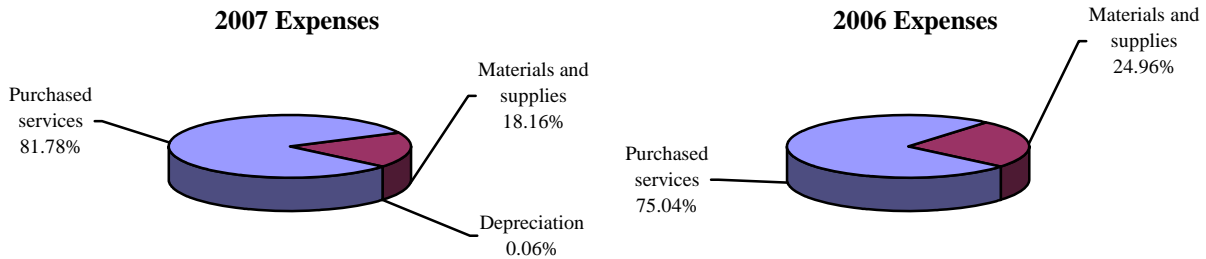 2007 Expenses
Purchased
services
81.78%
Materials and
supplies
18.16%
Depreciation
0.06%
2006 Expenses
Materials and
supplies
24.96%
Purchased
services
75.04%